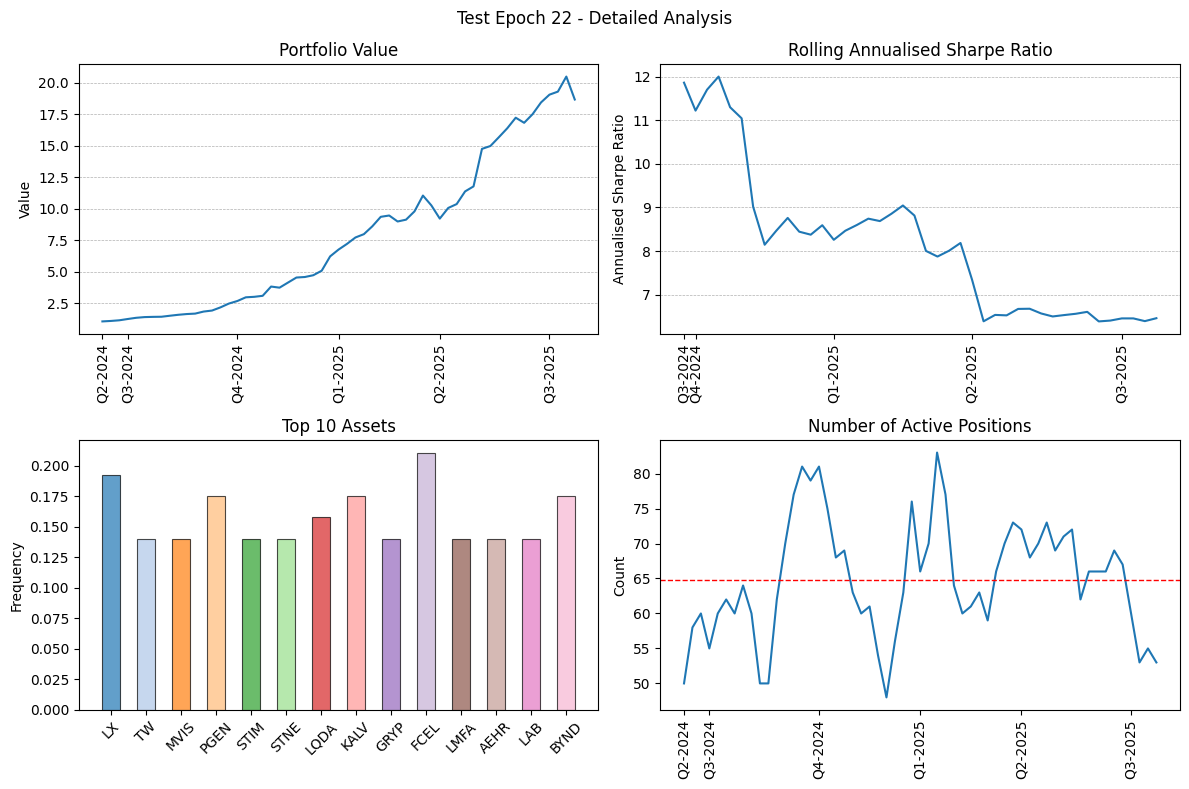 Test Epoch 22 - Detailed Analysis
Portfolio Value
Value
20.0
17.5
15.0
12.5
10.0
7.5
5.0
2.5
Q2-2024
Q3-2024
Q4-2024
Q1-2025
Q2-2025
Q3-2025
Rolling Annualised Sharpe Ratio
Annualised Sharpe Ratio
12
11
10
9
8
7
Q3-2024
Q4-2024
Q1-2025
Q2-2025
Q3-2025
Top 10 Assets
Frequency
0.200
0.175
0.150
0.125
0.100
0.075
0.050
0.025
0.000
LX
TW
MVIS
PGEN
STIM
STNE
LQDA
KALV
GRYP
FCEL
LMFA
AEHR
LAB
BYND
Number of Active Positions
Count
80
75
70
65
60
55
50
Q2-2024
Q3-2024
Q4-2024
Q1-2025
Q2-2025
Q3-2025